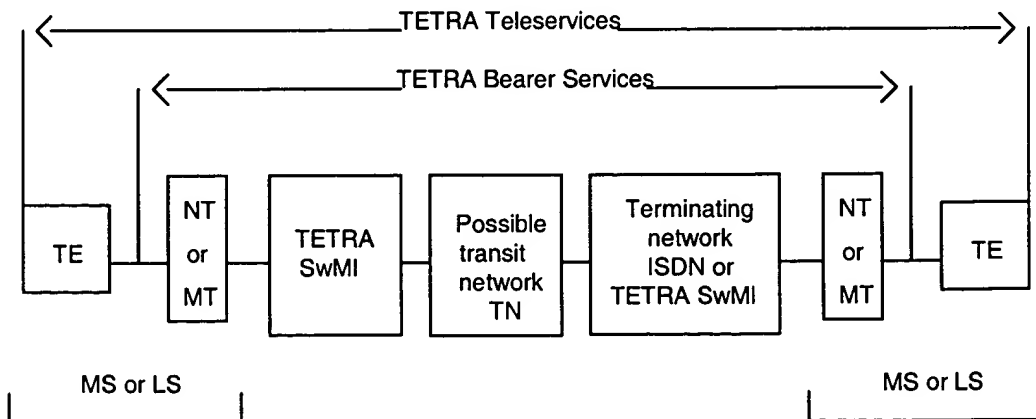 TETRA Teleservices
TETRA Bearer Services
TE
NT
or
MT
TETRA
SwMI
Possible
transit
network
TN
Terminating
network
ISDN or
TETRA SwMI
NT
or
MT
TE
MS or LS
MS or LS